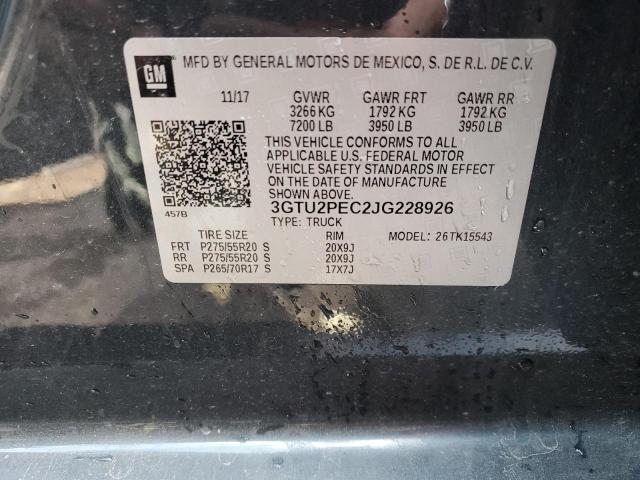 GM
MFD BY GENERAL MOTORS DE MEXICO, S. DE R.L. DE C.V.
11/17 GVWR GAWR FRT GAWR RR
3266 KG 1792 KG 1792 KG
7200 LB 3950 LB 3950 LB
THIS VEHICLE CONFORMS TO ALL
APPLICABLE U.S. FEDERAL MOTOR
VEHICLE SAFETY STANDARDS IN EFFECT
ON THE DATE OF MANUFACTURE
SHOWN ABOVE.
457B
3GTU2PEC2JG228926
TYPE: TRUCK
TIRE SIZE RIM MODEL: 26TK15543
FRT P275/55R20 S 20X9J
RR P275/55R20 S 20X9J
SPA P265/70R17 S 17X7J